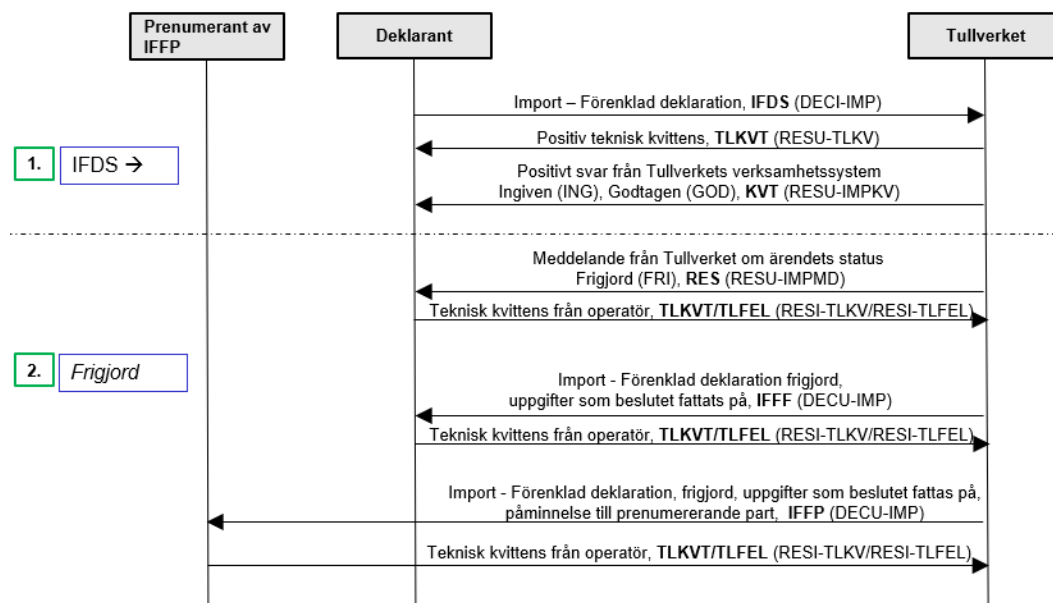 Prenumerant av
IFFP
Deklarant
Tullverket
Import – Förenklad deklaration, IFDS (DECI-IMP)
Positiv teknisk kvittens, TLKVT (RESU-TLKV)
1.
IFDS →
Positivt svar från Tullverkets verksamhetssystem
Ingiven (ING), Godtagen (GOD), KVT (RESU-IMPKV)
Meddelande från Tullverket om ärendets status
Frigjord (FRI), RES (RESU-IMPMD)
Teknisk kvittens från operatör, TLKVT/TLFEL (RESI-TLKV/RESI-TLFEL)
2.
Frigjord
Import - Förenklad deklaration frigjord,
uppgifter som beslutet fattats på, IFFF (DECU-IMP)
Teknisk kvittens från operatör, TLKVT/TLFEL (RESI-TLKV/RESI-TLFEL)
Import - Förenklad deklaration, frigjord, uppgifter som beslutet fattas på,
påminnelse till prenumererande part, IFFP (DECU-IMP)
Teknisk kvittens från operatör, TLKVT/TLFEL (RESI-TLKV/RESI-TLFEL)